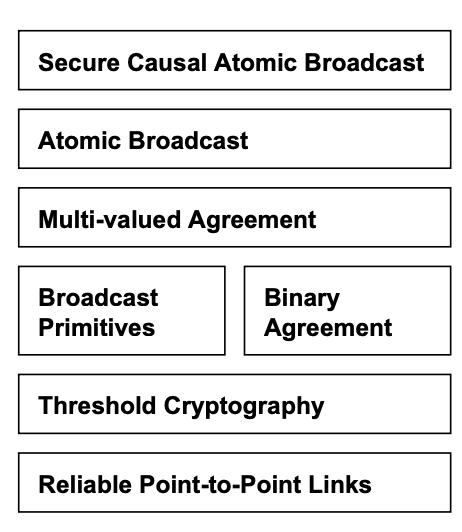 Secure Causal Atomic Broadcast
Atomic Broadcast
Multi-valued Agreement
Broadcast
Primitives
Binary
Agreement
Threshold Cryptography
Reliable Point-to-Point Links